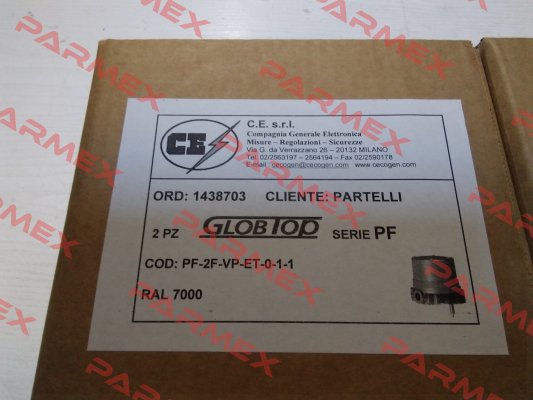 C.E. s.r.l.
Compagnia Generale Elettronica
Misure – Regolazioni – Sicurezze
Via G. da Verrazzano 26 – 20132 MILANO
Tel. 02/2563197 – 2564194 – Fax 02/2590178
E-mail: cecogen@cecogen.com – www.cecogen.com
CE
ORD: 1438703 CLIENTE: PARTELLI
2 PZ GLOBTOP SERIE PF
COD: PF-2F-VP-ET-0-1-1
RAL 7000
PARMEX
PARMEX
PARMEX
PARMEX
PARMEX
PARMEX
PARMEX